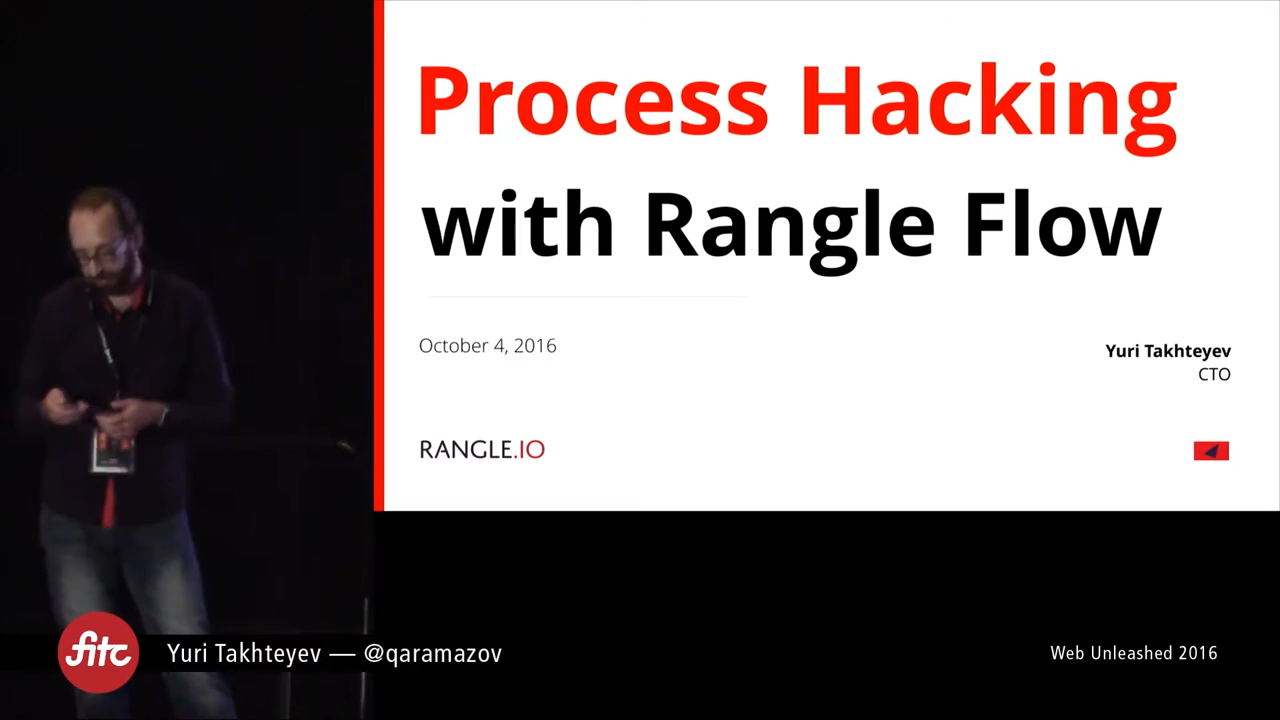 Process Hacking
with Rangle Flow
October 4, 2016
Yuri Takhteyev
CTO
RANGLE.IO
fitc
Yuri Takhteyev — @qaramazov
Web Unleashed 2016